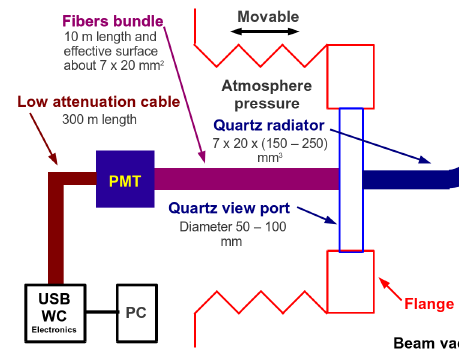 Fibers bundle
10 m length and
effective surface
about 7 x 20 mm²
Movable
Low attenuation cable
300 m length
Atmosphere
pressure
Quartz radiator
7 x 20 x (150 – 250)
mm³
PMT
Quartz view port
Diameter 50 – 100
mm
USB
WC
Electronics
PC
Flange
Beam vac